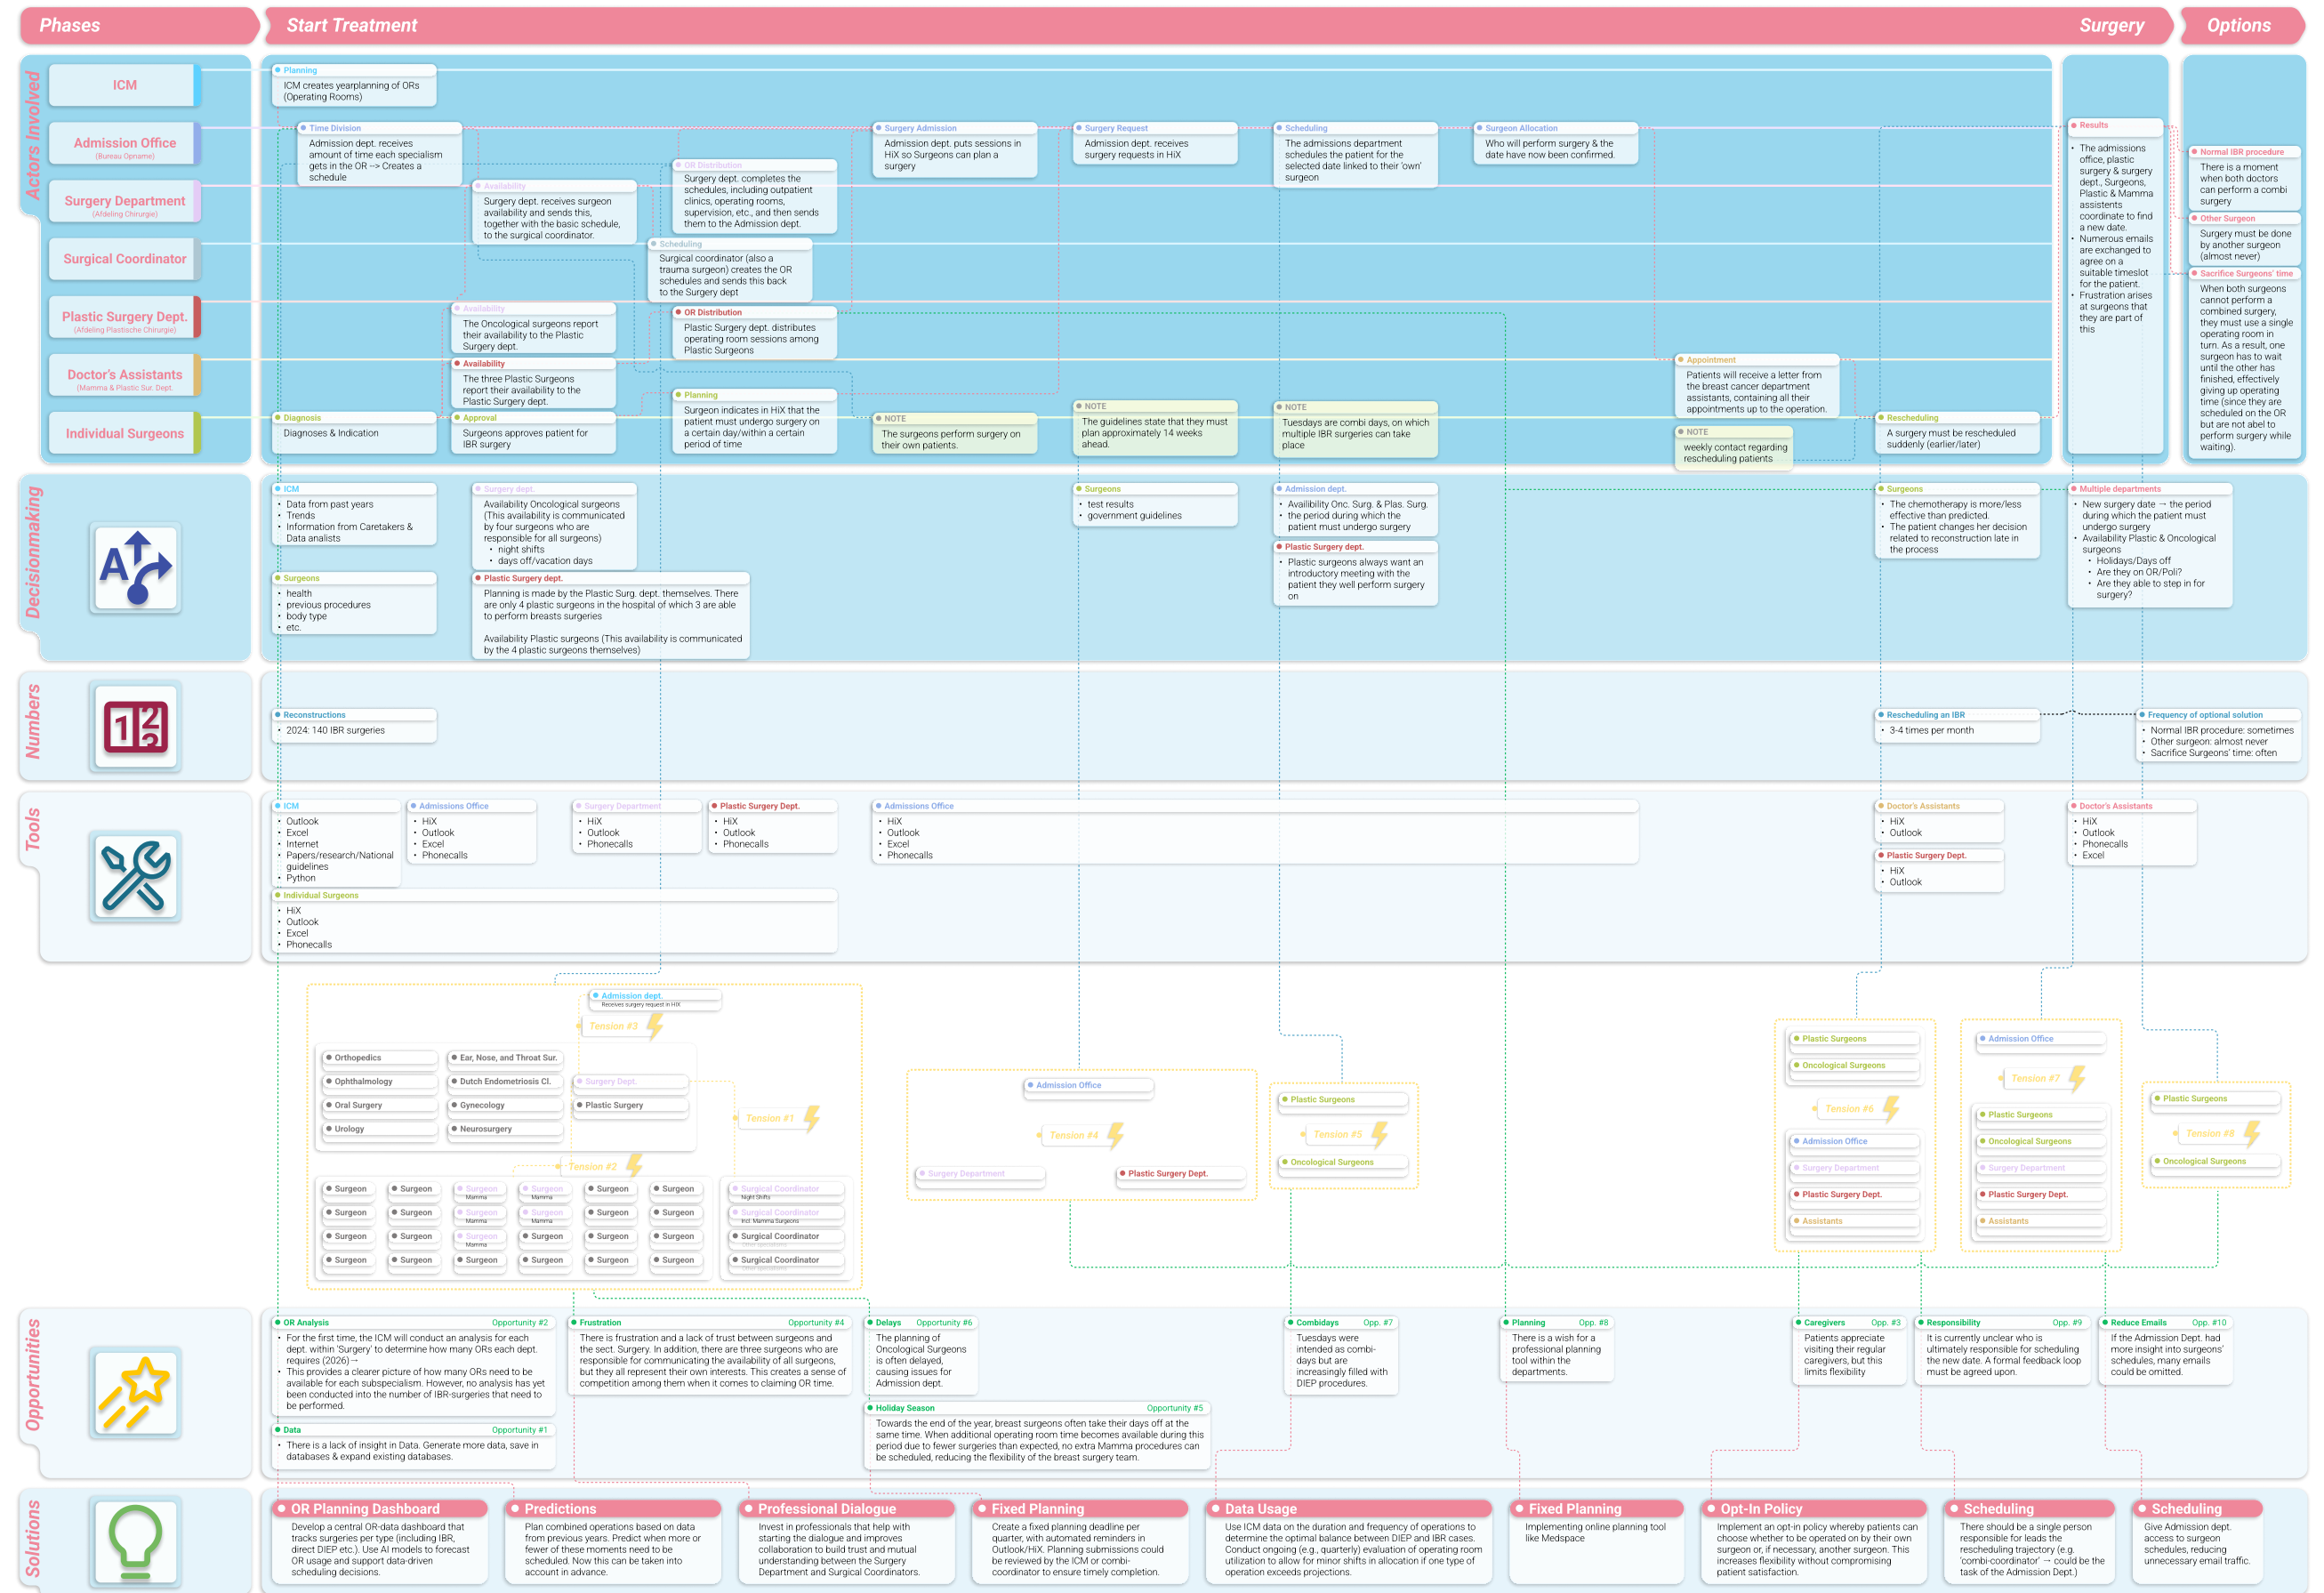 Phases
Start Treatment
Surgery
Options
Actors Involved
ICM
Admission Office
(Bureau Opname)
Surgery Department
(Afdeling Chirurgie)
Surgical Coordinator
Plastic Surgery Dept.
(Afdeling Plastische Chirurgie)
Doctor's Assistants
(Mamma & Plastic Sur. Dept.
Individual Surgeons
Planning
ICM creates yearplanning of ORs
(Operating Rooms)
Time Division
Admission dept. receives
amount of time each specialism
gets in the OR --> Creates a
schedule
Availability
Surgery dept. receives surgeon
availability and sends this,
together with the basic schedule,
to the surgical coordinator.
OR Distribution
Surgery dept. completes the
schedules, including outpatient
clinics, operating rooms,
supervision, etc., and then sends
them to the Admission dept.
Scheduling
Surgical coordinator (also a
trauma surgeon) creates the OR
schedules and sends this back
to the Surgery dept
Availability
The Oncological surgeons report
their availability to the Plastic
Surgery dept.
Availability
The three Plastic Surgeons
report their availability to the
Plastic Surgery dept.
OR Distribution
Plastic Surgery dept. distributes
operating room sessions among
Plastic Surgeons
Diagnosis
Diagnoses & Indication
Approval
Surgeons approves patient for
IBR surgery
Planning
Surgeon indicates in HiX that the
patient must undergo surgery on
a certain day/within a certain
period of time
Surgery Admission
Admission dept. puts sessions in
HiX so Surgeons can plan a
surgery
NOTE
The surgeons perform surgery on
their own patients.
Surgery Request
Admission dept. receives
surgery requests in HiX
NOTE
The guidelines state that they must
plan approximately 14 weeks
ahead.
Scheduling
The admissions department
schedules the patient for the
selected date linked to their 'own'
surgeon
NOTE
Tuesdays are combi days, on which
multiple IBR surgeries can take
place
Surgeon Allocation
Who will perform surgery & the
date have now been confirmed.
Appointment
Patients will receive a letter from
the breast cancer department
assistants, containing all their
appointments up to the operation.
NOTE
weekly contact regarding
rescheduling patients
Rescheduling
A surgery must be rescheduled
suddenly (earlier/later)
Results
• The admissions
office, plastic
surgery & surgery
dept., Surgeons,
Plastic & Mamma
assistents
coordinate to find
a new date.
• Numerous emails
are exchanged to
agree on a
suitable timeslot
for the patient.
• Frustration arises
at surgeons that
they are part of
this
Normal IBR procedure
There is a moment
when both doctors
can perform a combi
surgery
Other Surgeon
Surgery must be done
by another surgeon
(almost never)
Sacrifice Surgeons' time
When both surgeons
cannot perform a
combined surgery,
they must use a single
operating room in
turn. As a result, one
surgeon has to wait
until the other has
finished, effectively
giving up operating
time (since they are
scheduled on the OR
but are not abel to
perform surgery while
waiting).
Decisionmaking
A
ICM
• Data from past years
• Trends
• Information from Caretakers &
Data analists
Surgeons
• health
• previous procedures
• body type
• etc.
Surgery dept.
Availability Oncological surgeons
(This availability is communicated
by four surgeons who are
responsible for all surgeons)
• night shifts
• days off/vacation days
Plastic Surgery dept.
Planning is made by the Plastic Surg. dept. themselves. There
are only 4 plastic surgeons in the hospital of which 3 are able
to perform breasts surgeries
Availability Plastic surgeons (This availability is communicated
by the 4 plastic surgeons themselves)
Surgeons
• test results
• government guidelines
Admission dept.
• Availibility Onc. Surg. & Plas. Surg.
• the period during which the
patient must undergo surgery
Plastic Surgery dept.
• Plastic surgeons always want an
introductory meeting with the
patient they well perform surgery
on
Surgeons
• The chemotherapy is more/less
effective than predicted.
• The patient changes her decision
related to reconstruction late in
the process
Multiple departments
• New surgery date → the period
during which the patient must
undergo surgery
• Availability Plastic & Oncological
surgeons
• Holidays/Days off
• Are they on OR/Poli?
• Are they able to step in for
surgery?
Numbers
1 2 3
Reconstructions
• 2024: 140 IBR surgeries
Rescheduling an IBR
• 3-4 times per month
Frequency of optional solution
• Normal IBR procedure: sometimes
• Other surgeon: almost never
• Sacrifice Surgeons' time: often
Tools
ICM
• Outlook
• Excel
• Internet
• Papers/research/National
guidelines
• Python
Admissions Office
• HiX
• Outlook
• Excel
• Phonecalls
Surgery Department
• HiX
• Outlook
• Phonecalls
Plastic Surgery Dept.
• HiX
• Outlook
• Phonecalls
Individual Surgeons
• HiX
• Outlook
• Excel
• Phonecalls
Admissions Office
• HiX
• Outlook
• Excel
• Phonecalls
Doctor's Assistants
• HiX
• Outlook
Plastic Surgery Dept.
• HiX
• Outlook
Doctor's Assistants
• HiX
• Outlook
• Phonecalls
• Excel
Admission dept.
Receives surgery request in HiX
Tension #3
Orthopedics
Ear, Nose, and Throat Sur.
Ophthalmology
Dutch Endometriosis Cl.
Surgery Dept.
Oral Surgery
Gynecology
Plastic Surgery
Urology
Neurosurgery
Tension #1
Tension #2
Surgeon
Surgeon
Surgeon
Mamma
Surgeon
Mamma
Surgeon
Surgeon
Surgical Coordinator
Night Shifts
Surgeon
Surgeon
Surgeon
Mamma
Surgeon
Mamma
Surgeon
Surgeon
Surgical Coordinator
Incl. Mamma Surgeons
Surgeon
Surgeon
Surgeon
Mamma
Surgeon
Surgeon
Surgeon
Surgical Coordinator
Other specialisms
Surgeon
Surgeon
Surgeon
Surgeon
Surgeon
Surgeon
Surgical Coordinator
Other specialisms
Admission Office
Tension #4
Surgery Department
Plastic Surgery Dept.
Plastic Surgeons
Tension #5
Oncological Surgeons
Plastic Surgeons
Oncological Surgeons
Tension #6
Admission Office
Surgery Department
Plastic Surgery Dept.
Assistants
Admission Office
Tension #7
Plastic Surgeons
Oncological Surgeons
Surgery Department
Plastic Surgery Dept.
Assistants
Plastic Surgeons
Tension #8
Oncological Surgeons
Opportunities
OR Analysis Opportunity #2
• For the first time, the ICM will conduct an analysis for each
dept. within 'Surgery' to determine how many ORs each dept.
requires (2026)→
• This provides a clearer picture of how many ORs need to be
available for each subspecialism. However, no analysis has yet
been conducted into the number of IBR-surgeries that need to
be performed.
Data Opportunity #1
• There is a lack of insight in Data. Generate more data, save in
databases & expand existing databases.
Frustration Opportunity #4
There is frustration and a lack of trust between surgeons and
the sect. Surgery. In addition, there are three surgeons who are
responsible for communicating the availability of all surgeons,
but they all represent their own interests. This creates a sense of
competition among them when it comes to claiming OR time.
Delays Opportunity #6
The planning of
Oncological Surgeons
is often delayed,
causing issues for
Admission dept.
Holiday Season Opportunity #5
Towards the end of the year, breast surgeons often take their days off at the
same time. When additional operating room time becomes available during this
period due to fewer surgeries than expected, no extra Mamma procedures can
be scheduled, reducing the flexibility of the breast surgery team.
Combidays Opp. #7
Tuesdays were
intended as combi-
days but are
increasingly filled with
DIEP procedures.
Planning Opp. #8
There is a wish for a
professional planning
tool within the
departments.
Caregivers Opp. #3
Patients appreciate
visiting their regular
caregivers, but this
limits flexibility
Responsibility Opp. #9
It is currently unclear who is
ultimately responsible for scheduling
the new date. A formal feedback loop
must be agreed upon.
Reduce Emails Opp. #10
If the Admission Dept. had
more insight into surgeons'
schedules, many emails
could be omitted.
Solutions
OR Planning Dashboard
Develop a central OR-data dashboard that
tracks surgeries per type (including IBR,
direct DIEP etc.). Use AI models to forecast
OR usage and support data-driven
scheduling decisions.
Predictions
Plan combined operations based on data
from previous years. Predict when more or
fewer of these moments need to be
scheduled. Now this can be taken into
account in advance.
Professional Dialogue
Invest in professionals that help with
starting the dialogue and improves
collaboration to build trust and mutual
understanding between the Surgery
Department and Surgical Coordinators.
Fixed Planning
Create a fixed planning deadline per
quarter, with automated reminders in
Outlook/HiX. Planning submissions could
be reviewed by the ICM or combi-
coordinator to ensure timely completion.
Data Usage
Use ICM data on the duration and frequency of operations to
determine the optimal balance between DIEP and IBR cases.
Conduct ongoing (e.g., quarterly) evaluation of operating room
utilization to allow for minor shifts in allocation if one type of
operation exceeds projections.
Fixed Planning
Implementing online planning tool
like Medspace
Opt-In Policy
Implement an opt-in policy whereby patients can
choose whether to be operated on by their own
surgeon or, if necessary, another surgeon. This
increases flexibility without compromising
patient satisfaction.
Scheduling
There should be a single person
responsible for leads the
rescheduling trajectory (e.g.
'combi-coordinator' → could be the
task of the Admission Dept.)
Scheduling
Give Admission dept.
access to surgeon
schedules, reducing
unnecessary email traffic.